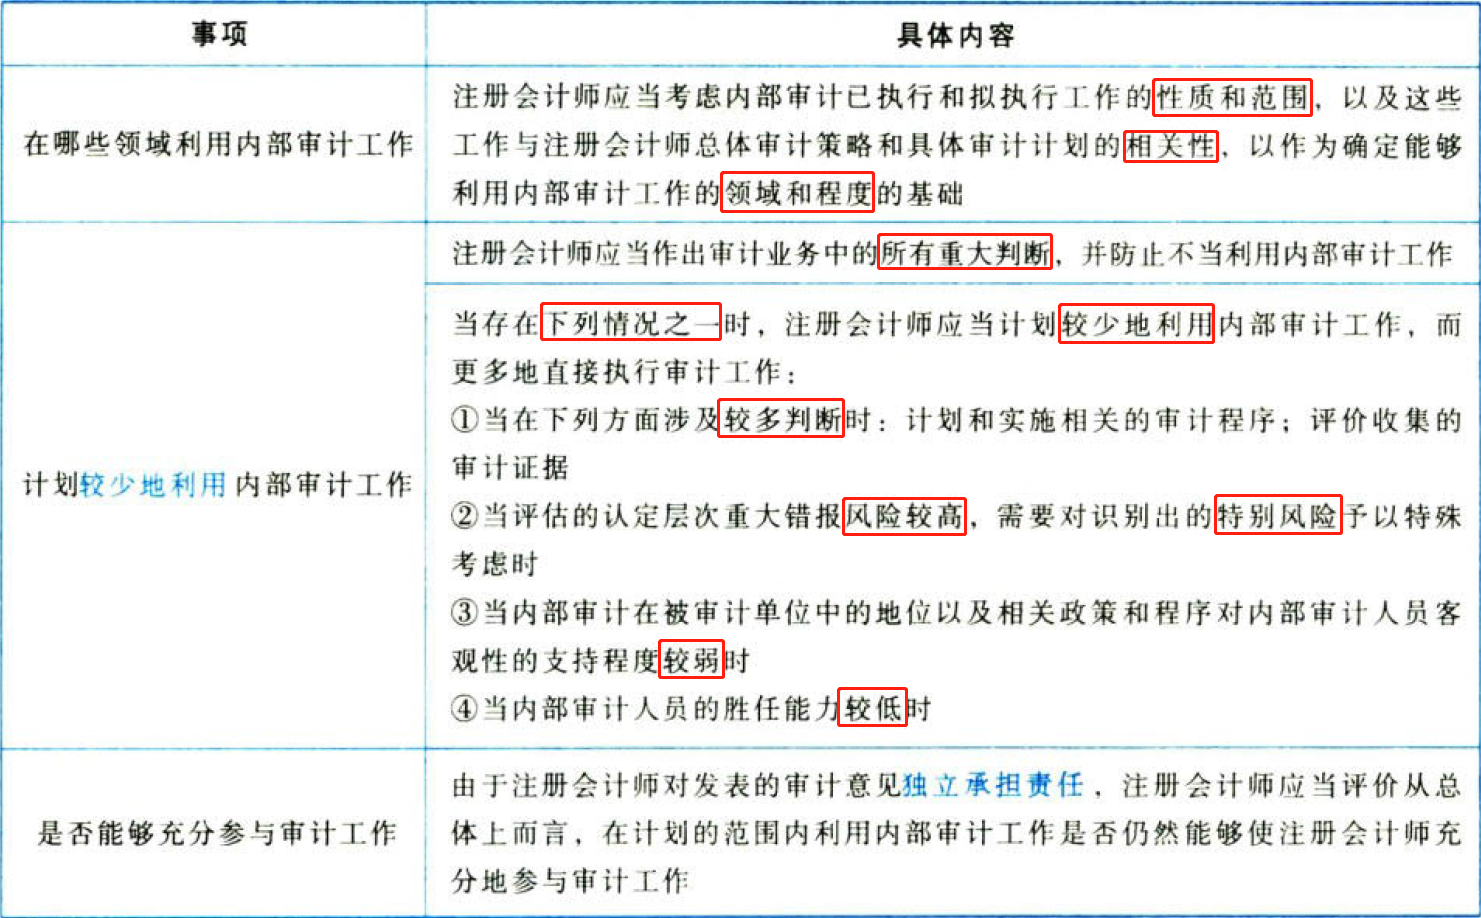 事项
具体内容
在哪些领域利用内部审计工作
注册会计师应当考虑内部审计已执行和拟执行工作的性质和范围，以及这些
工作与注册会计师总体审计策略和具体审计计划的相关性，以作为确定能够
利用内部审计工作的领域和程度的基础
计划较少地利用内部审计工作
注册会计师应当作出审计业务中的所有重大判断，并防止不当利用内部审计工作
当存在下列情况之一时，注册会计师应当计划较少地利用内部审计工作，而
更多地直接执行审计工作：
①当在下列方面涉及较多判断时：计划和实施相关的审计程序；评价收集的
审计证据
②当评估的认定层次重大错报风险较高，需要对识别出的特别风险予以特殊
考虑时
③当内部审计在被审计单位中的地位以及相关政策和程序对内部审计人员客
观性的支持程度较弱时
④当内部审计人员的胜任能力较低时
是否能够充分参与审计工作
由于注册会计师对发表的审计意见独立承担责任，注册会计师应当评价从总
体上而言，在计划的范围内利用内部审计工作是否仍然能够使注册会计师充
分地参与审计工作